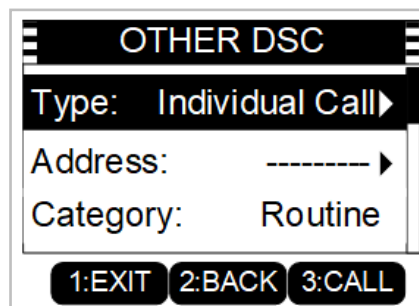 OTHER DSC
Type: Individual Call
Address: ---------
Category: Routine
1:EXIT 2:BACK 3:CALL